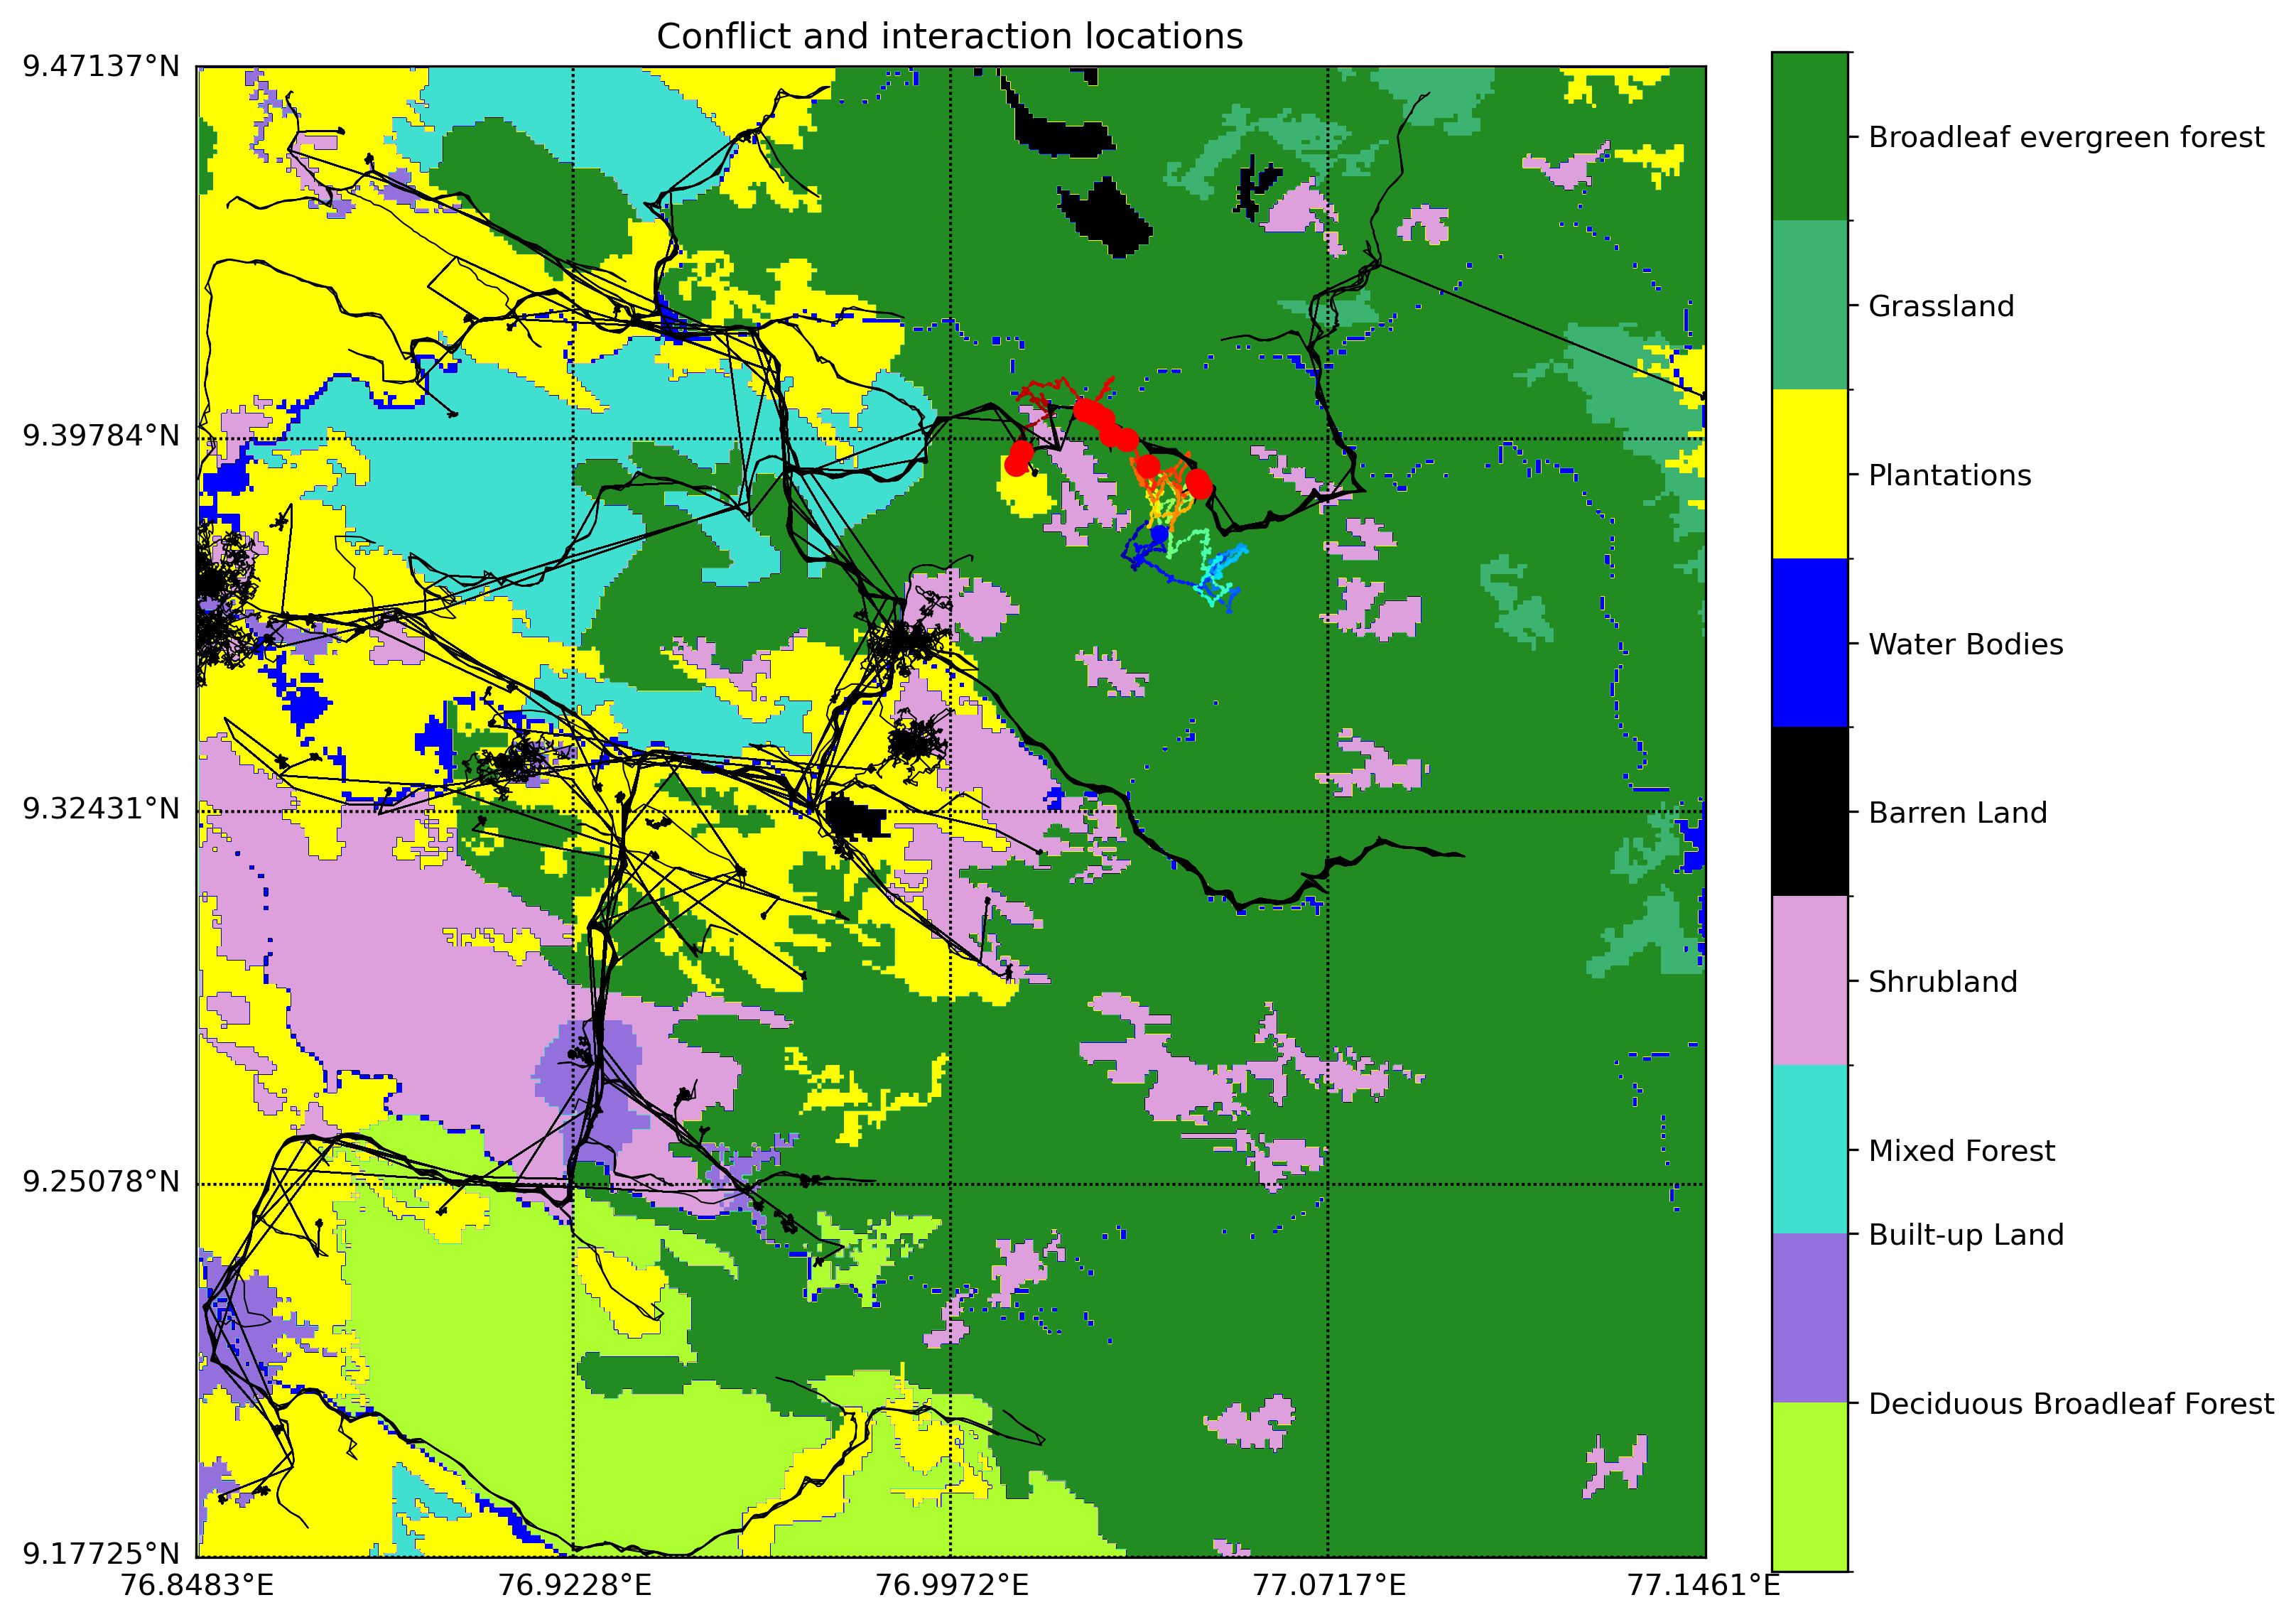 Conflict and interaction locations
9.47137°N
9.39784°N
9.32431°N
9.25078°N
9.17725°N
76.8483°E
76.9228°E
76.9972°E
77.0717°E
77.1461°E
Broadleaf evergreen forest
Grassland
Plantations
Water Bodies
Barren Land
Shrubland
Mixed Forest
Built-up Land
Deciduous Broadleaf Forest